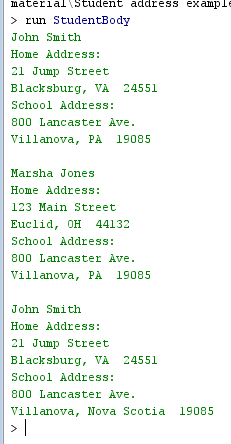 material\Student address example
> run StudentBody
John Smith
Home Address:
21 Jump Street
Blacksburg, VA  24551
School Address:
800 Lancaster Ave.
Villanova, PA  19085

Marsha Jones
Home Address:
123 Main Street
Euclid, OH  44132
School Address:
800 Lancaster Ave.
Villanova, PA  19085

John Smith
Home Address:
21 Jump Street
Blacksburg, VA  24551
School Address:
800 Lancaster Ave.
Villanova, Nova Scotia  19085
>